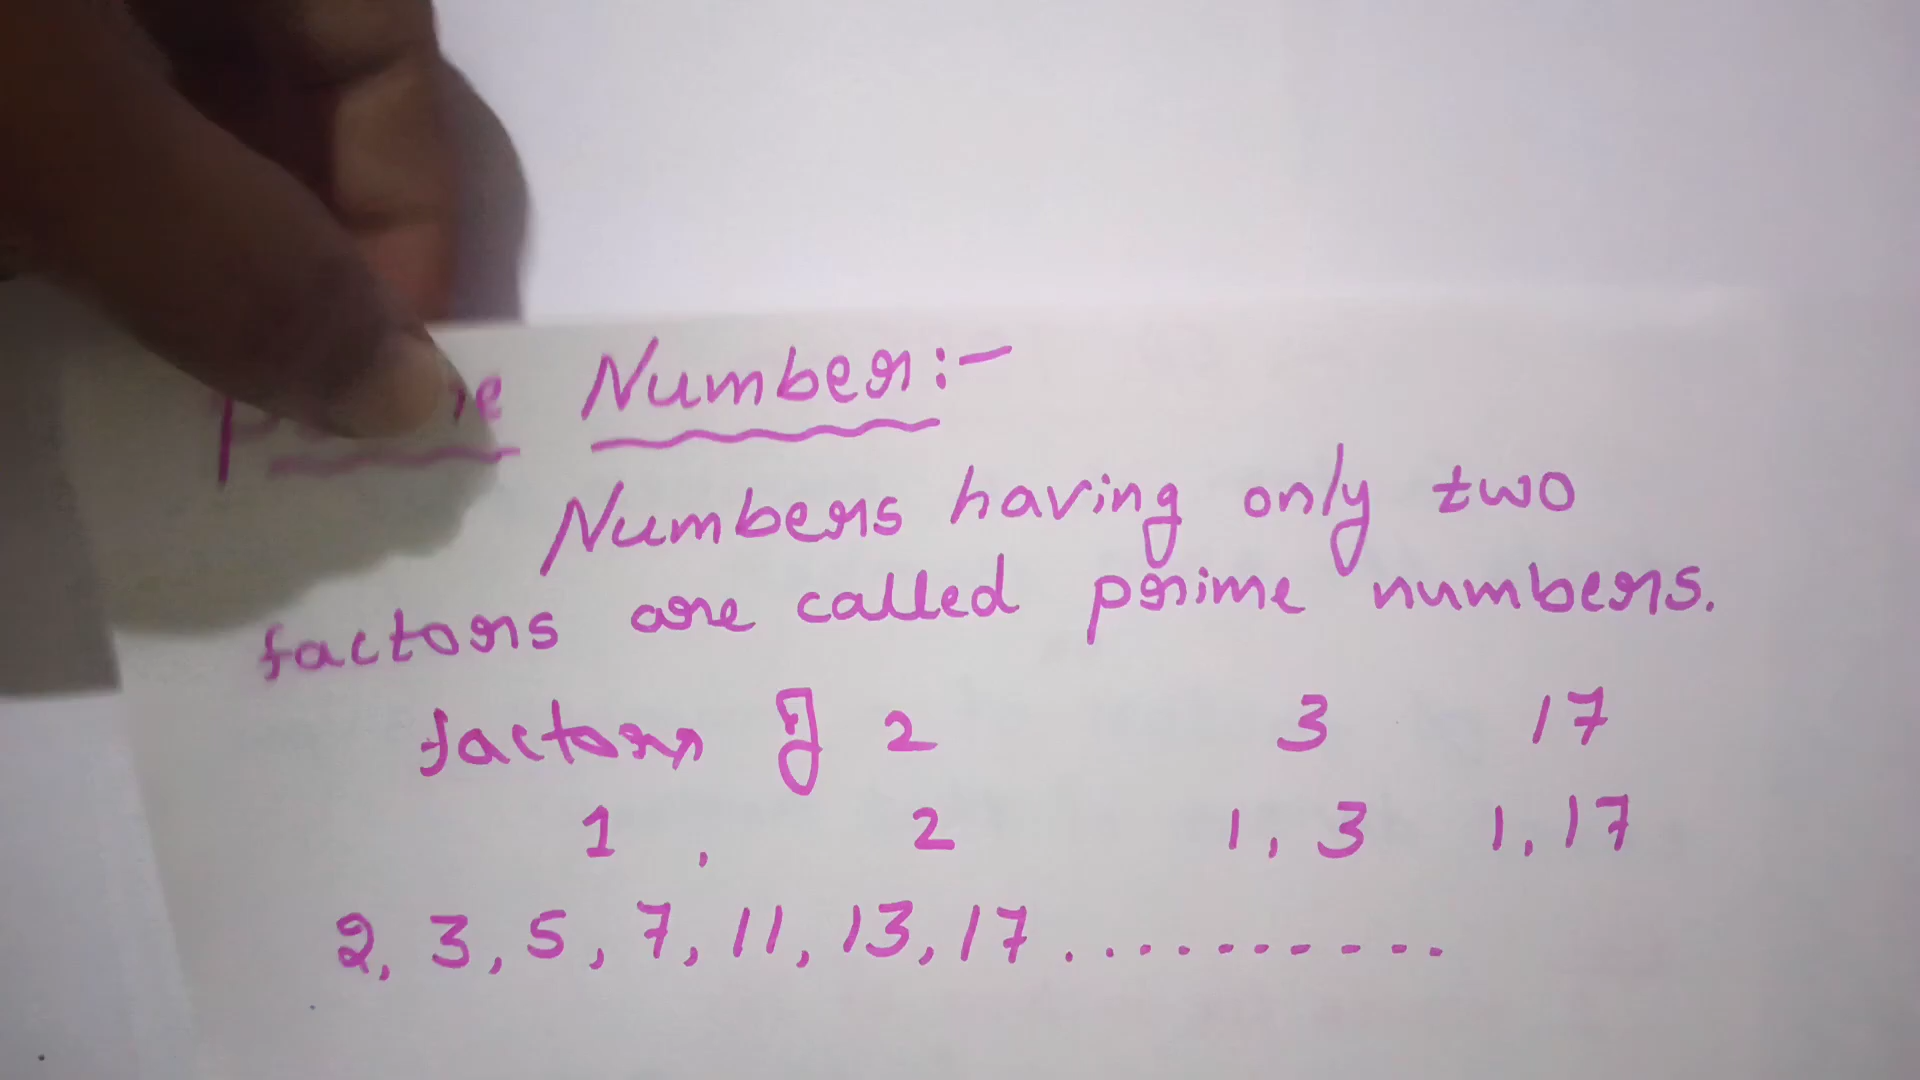 Number:-
Numbers having only two
factors are called prime numbers.
factors of 2 3 17
1, 2 1, 3 1, 17
2, 3, 5, 7, 11, 13, 17..........